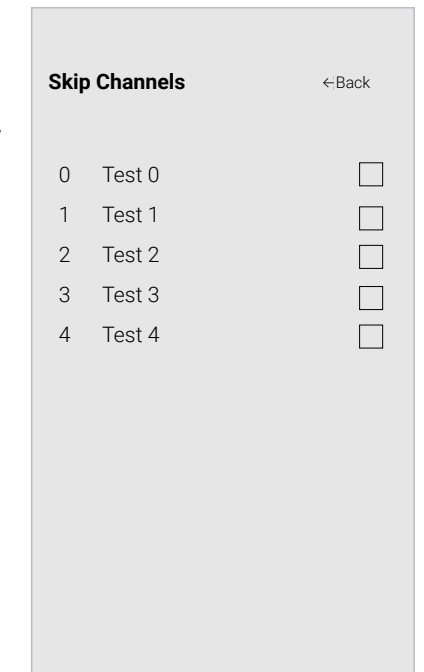 Skip Channels ←Back
0 Test 0
1 Test 1
2 Test 2
3 Test 3
4 Test 4